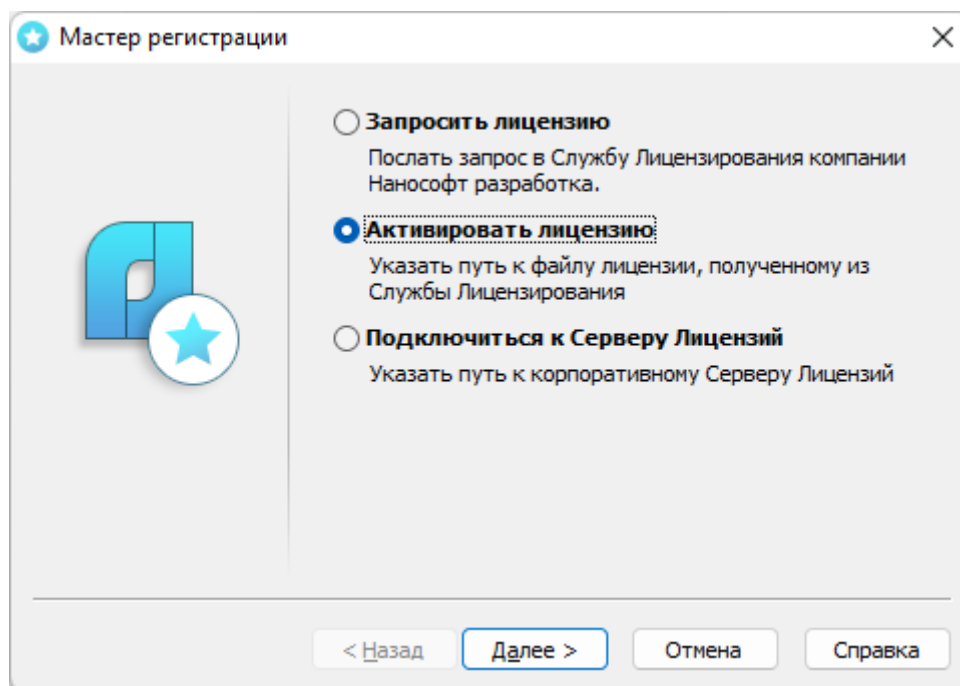 Мастер регистрации
Запросить лицензию
Послать запрос в Службу Лицензирования компании
Нанософт разработка.
Активировать лицензию
Указать путь к файлу лицензии, полученному из
Службы Лицензирования
Подключиться к Серверу Лицензий
Указать путь к корпоративному Серверу Лицензий
< Назад
Далее >
Отмена
Справка